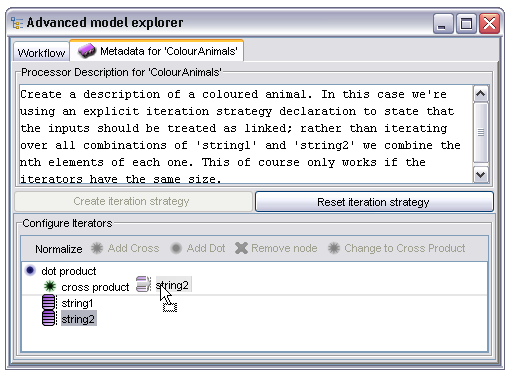 Advanced model explorer
Workflow Metadata for 'ColourAnimals'
Processor Description for 'ColourAnimals'
Create a description of a coloured animal. In this case we're
using an explicit iteration strategy declaration to state that
the inputs should be treated as linked; rather than iterating
over all combinations of 'string1' and 'string2' we combine the
nth elements of each one. This of course only works if the
iterators have the same size.
Create iteration strategy Reset iteration strategy
Configure Iterators
Normalize Add Cross Add Dot Remove node Change to Cross Product
dot product
cross product string2
string1
string2